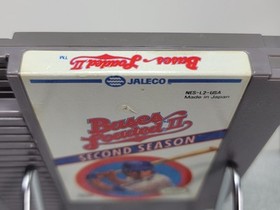 Bases Loaded II TM
JALECO
NES-L2-USA
Made in Japan
Bases
Loaded II
SECOND SEASON